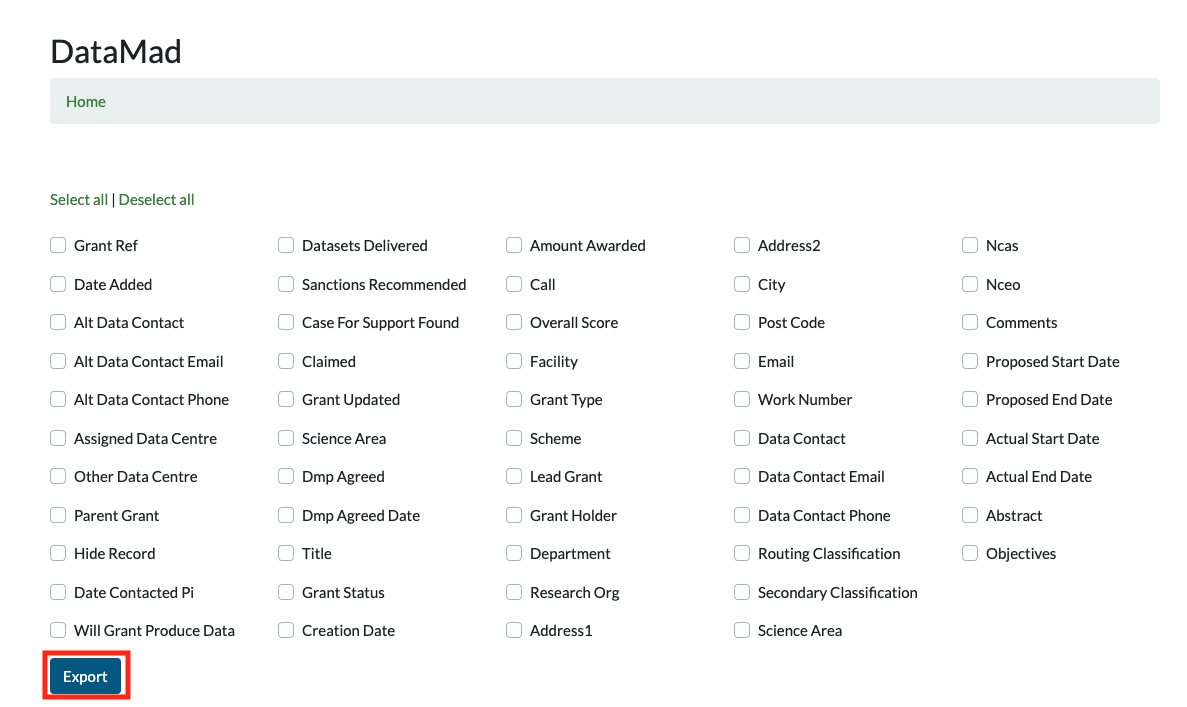 DataMad
Home
Select all | Deselect all
Grant Ref
Date Added
Alt Data Contact
Alt Data Contact Email
Alt Data Contact Phone
Assigned Data Centre
Other Data Centre
Parent Grant
Hide Record
Date Contacted Pi
Will Grant Produce Data
Datasets Delivered
Sanctions Recommended
Case For Support Found
Claimed
Grant Updated
Science Area
Dmp Agreed
Dmp Agreed Date
Title
Grant Status
Creation Date
Amount Awarded
Call
Overall Score
Facility
Grant Type
Scheme
Lead Grant
Grant Holder
Department
Research Org
Address1
Address2
City
Post Code
Email
Work Number
Data Contact
Data Contact Email
Data Contact Phone
Routing Classification
Secondary Classification
Science Area
Ncas
Nceo
Comments
Proposed Start Date
Proposed End Date
Actual Start Date
Actual End Date
Abstract
Objectives
Export